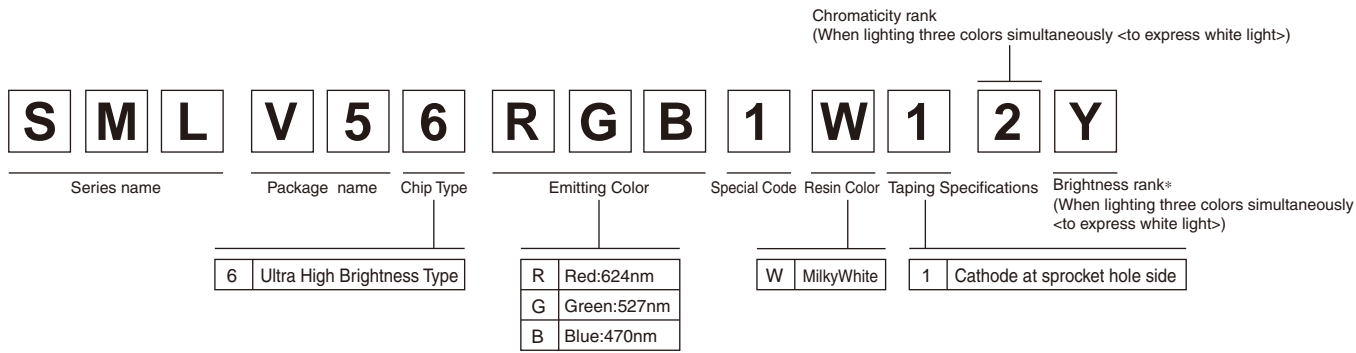 Chromaticity rank
(When lighting three colors simultaneously <to express white light>)
S M L V 5 6 R G B 1 W 1 2 Y
Series name Package name Chip Type Emitting Color Special Code Resin Color Taping Specifications Brightness rank*
(When lighting three colors simultaneously
<to express white light>)
6 Ultra High Brightness Type
R Red:624nm
G Green:527nm
B Blue:470nm
W MilkyWhite
1 Cathode at sprocket hole side